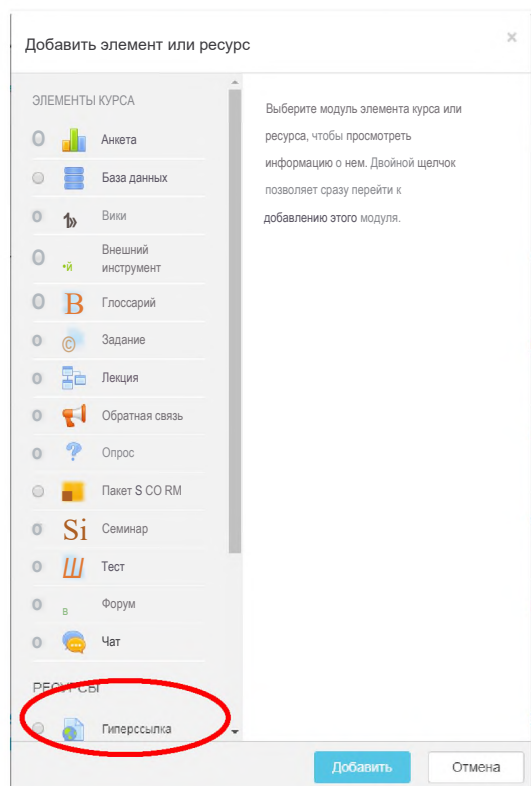 Добавить элемент или ресурс
×
ЭЛЕМЕНТЫ КУРСА
Анкета
База данных
Вики
Внешний
инструмент
•й
B Глоссарий
© Задание
Лекция
Обратная связь
? Опрос
Пакет S CO RM
Si Семинар
Ш Тест
в Форум
Чат
РЕСУРСЫ
Гиперссылка
Выберите модуль элемента курса или
ресурса, чтобы просмотреть
информацию о нем. Двойной щелчок
позволяет сразу перейти к
добавлению этого модуля.
Добавить
Отмена